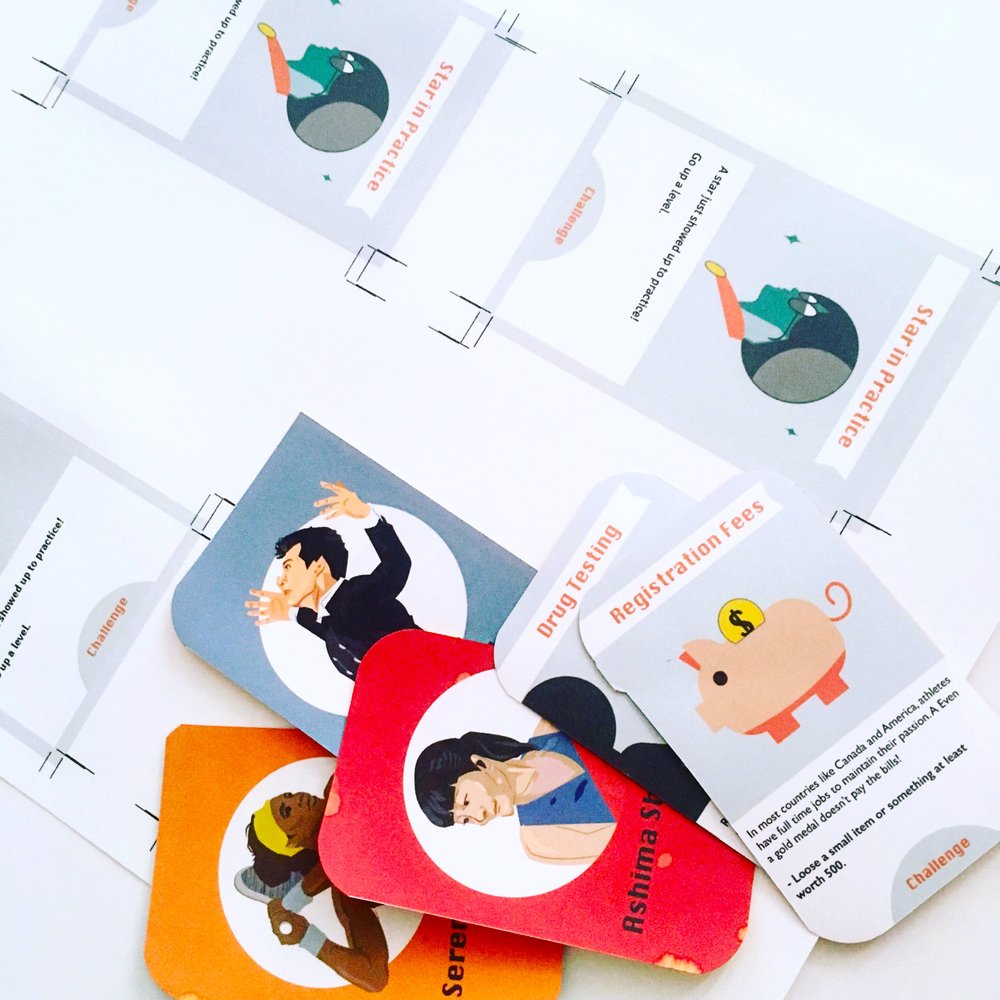 Star in Practice
showed up to practice!
Challenge
Star in Practice
A star just showed up to practice!
Go up a level.
Challenge
showed up to practice!
up a level.
Challenge
Drug Testing
Registration Fees
In most countries like Canada and America, athletes
have full time jobs to maintain their passion. A Even
a gold medal doesn't pay the bills!
- Loose a small item or something at least
worth 500.
Challenge
Ashima